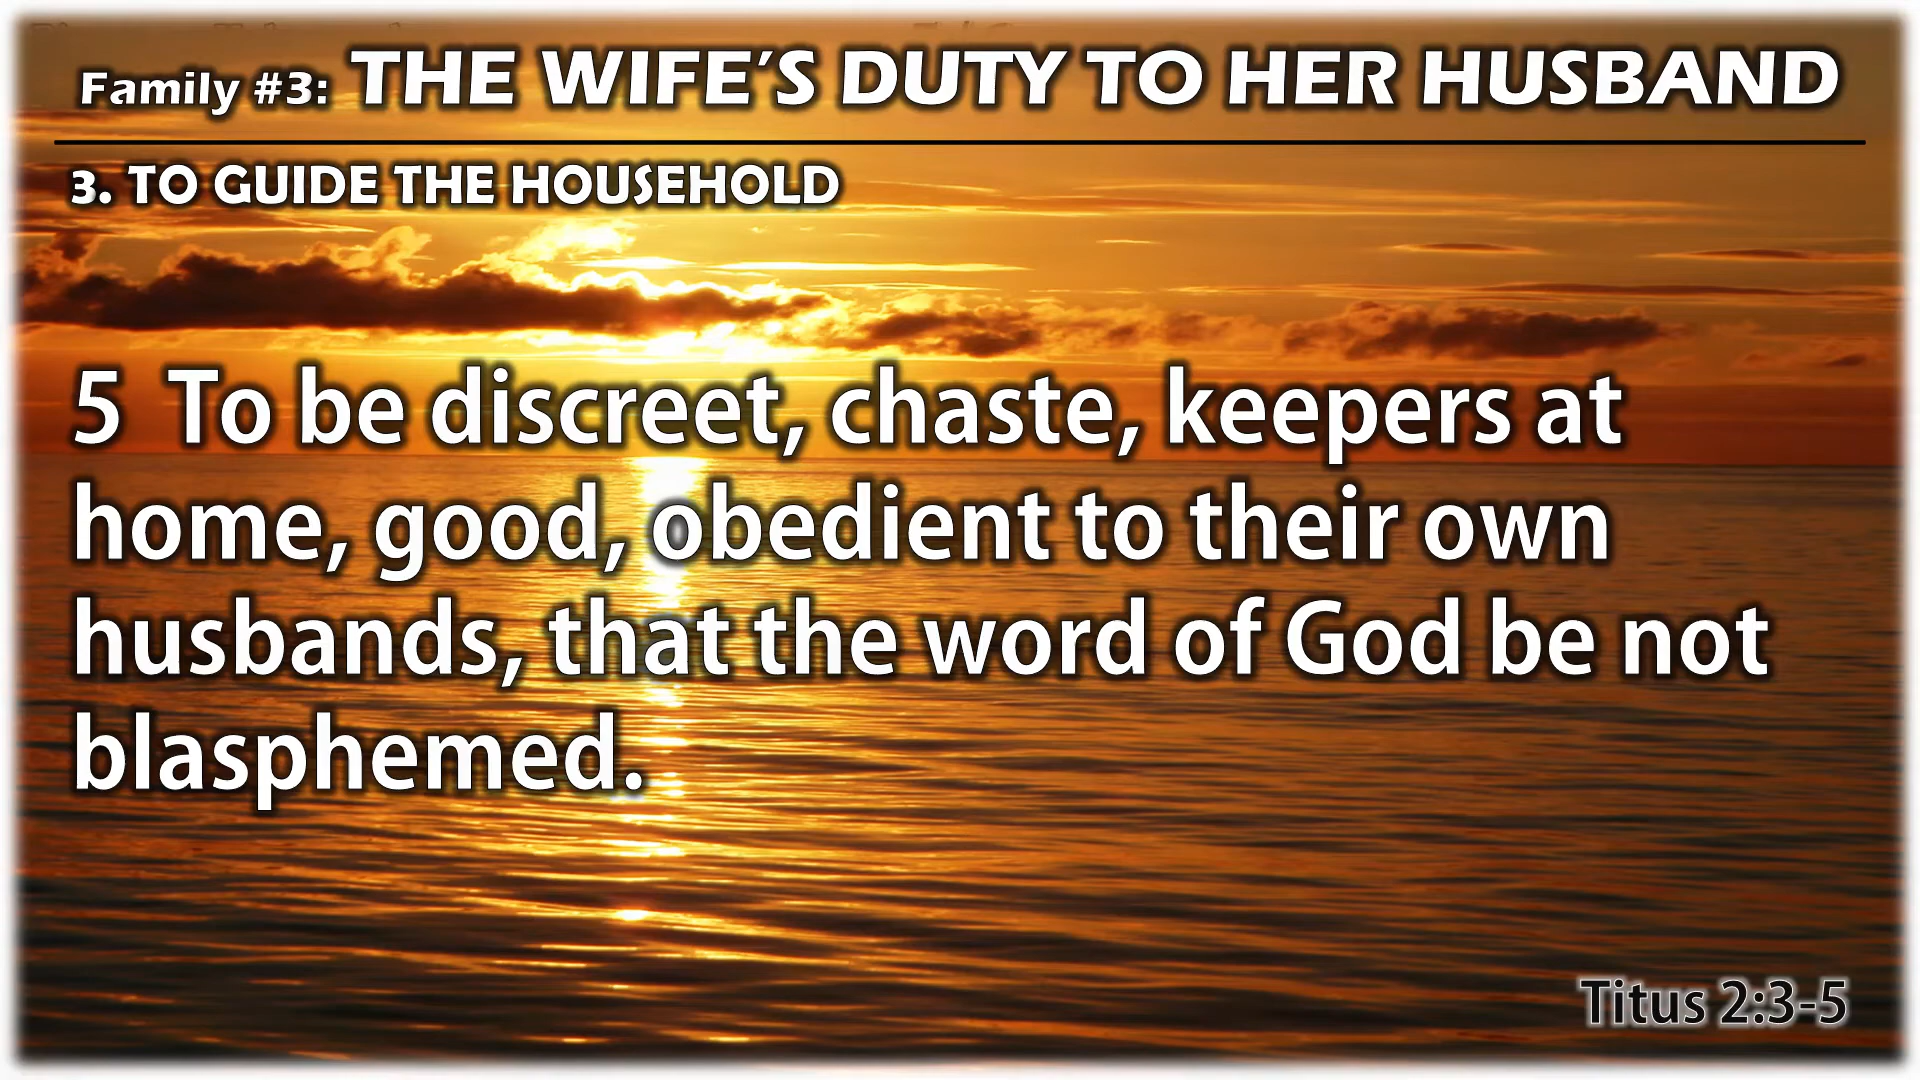 Family #3: THE WIFE’S DUTY TO HER HUSBAND
3. TO GUIDE THE HOUSEHOLD
5  To be discreet, chaste, keepers at
home, good, obedient to their own
husbands, that the word of God be not
blasphemed.
Titus 2:3-5